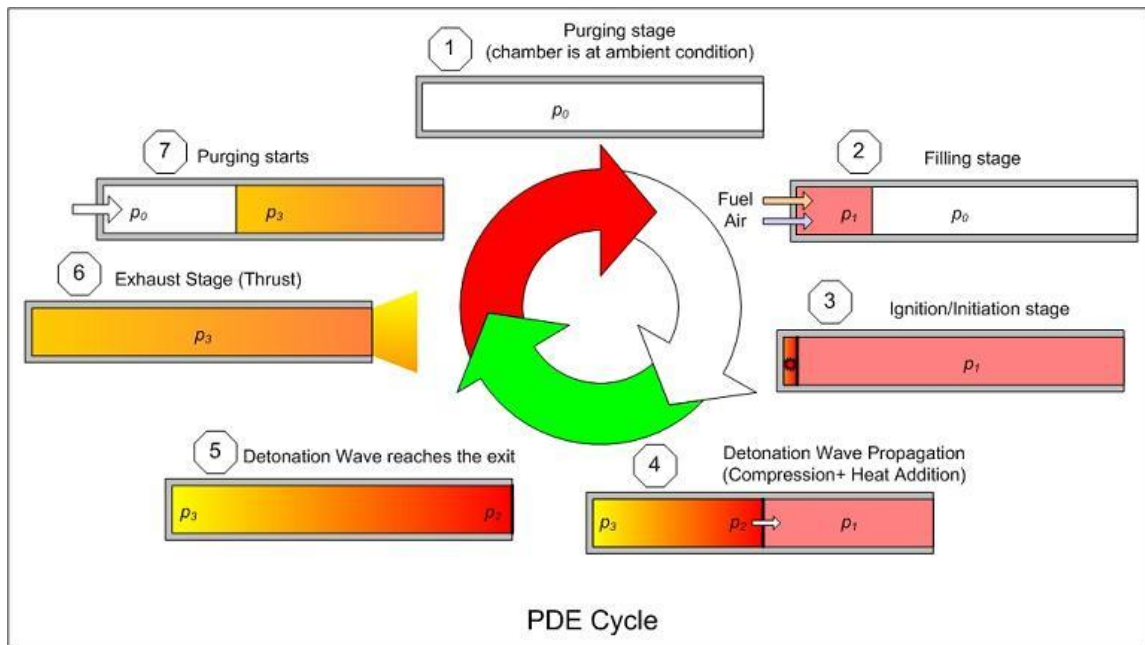 1
Purging stage
(chamber is at ambient condition)
p0
2
Filling stage
Fuel
Air
p1
p0
3
Ignition/Initiation stage
p1
4
Detonation Wave Propagation
(Compression+ Heat Addition)
p3
p2
p1
5
Detonation Wave reaches the exit
p3
p2
6
Exhaust Stage (Thrust)
p3
7
Purging starts
p0
p3
PDE Cycle